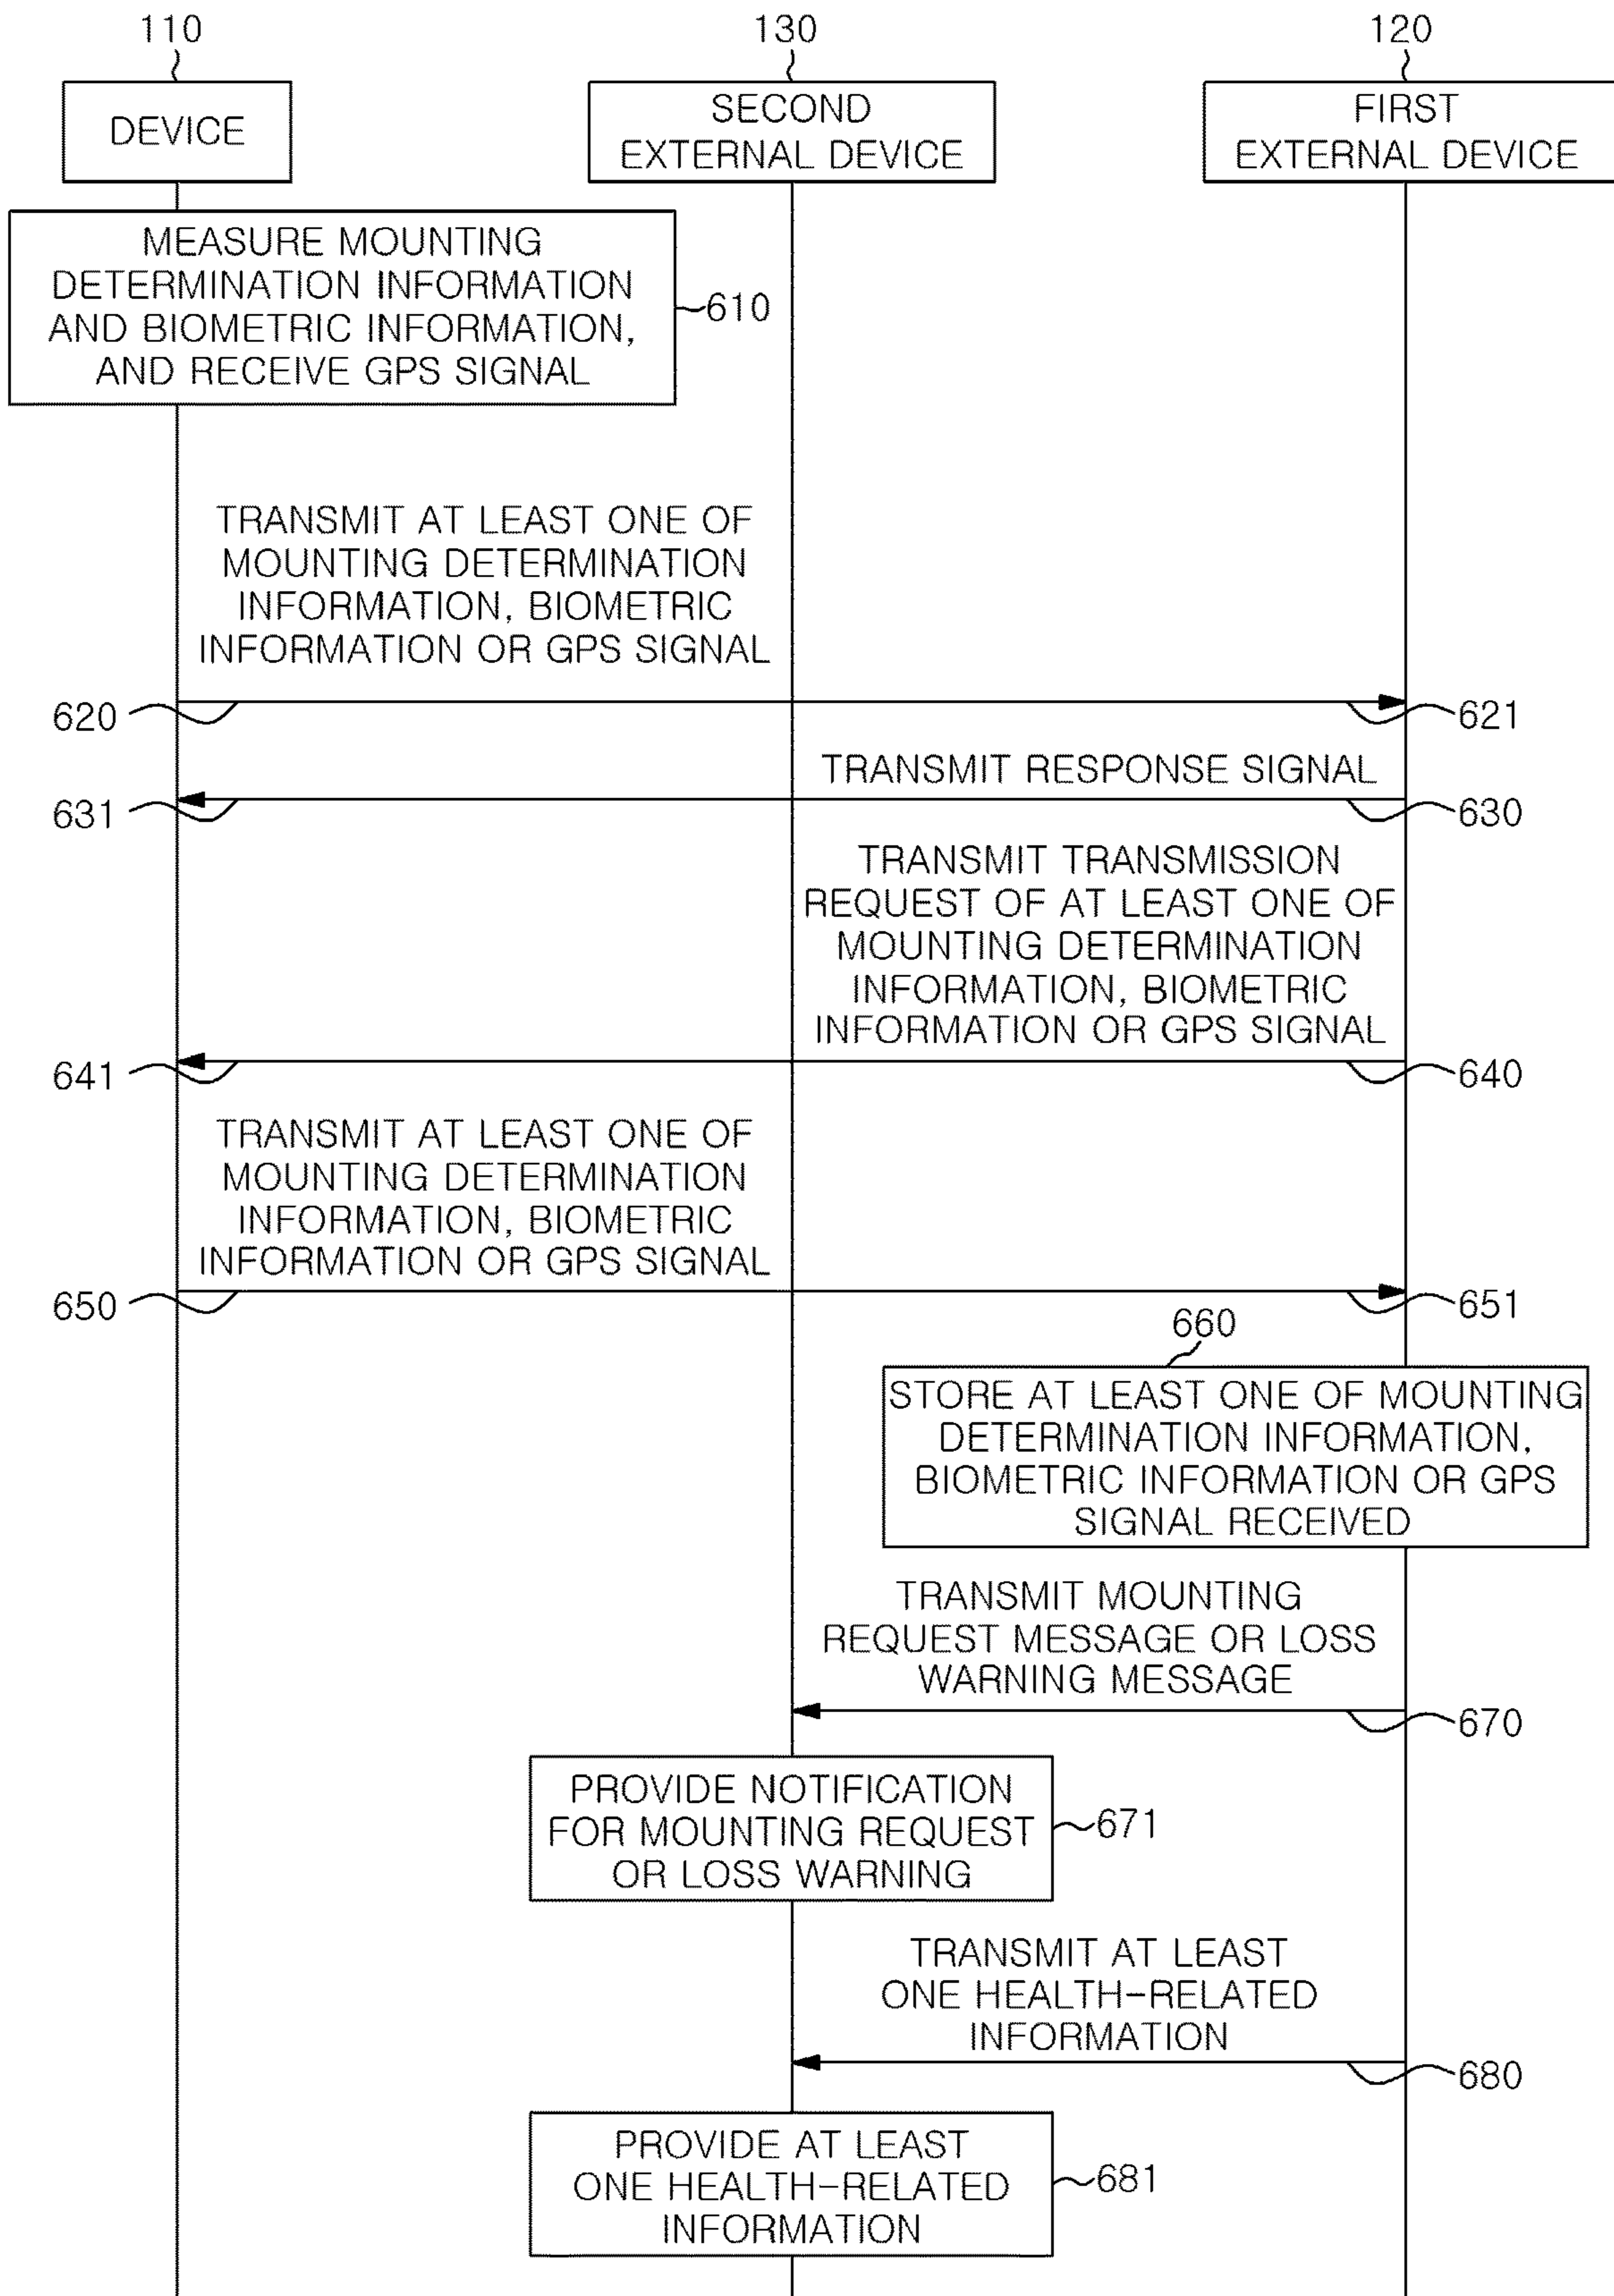 110
130
120
DEVICE
SECOND
EXTERNAL DEVICE
FIRST
EXTERNAL DEVICE
MEASURE MOUNTING
DETERMINATION INFORMATION
AND BIOMETRIC INFORMATION,
AND RECEIVE GPS SIGNAL
610
TRANSMIT AT LEAST ONE OF
MOUNTING DETERMINATION
INFORMATION, BIOMETRIC
INFORMATION OR GPS SIGNAL
620
621
TRANSMIT RESPONSE SIGNAL
631
630
TRANSMIT TRANSMISSION
REQUEST OF AT LEAST ONE OF
MOUNTING DETERMINATION
INFORMATION, BIOMETRIC
INFORMATION OR GPS SIGNAL
641
640
TRANSMIT AT LEAST ONE OF
MOUNTING DETERMINATION
INFORMATION, BIOMETRIC
INFORMATION OR GPS SIGNAL
650
651
660
STORE AT LEAST ONE OF MOUNTING
DETERMINATION INFORMATION,
BIOMETRIC INFORMATION OR GPS
SIGNAL RECEIVED
TRANSMIT MOUNTING
REQUEST MESSAGE OR LOSS
WARNING MESSAGE
670
PROVIDE NOTIFICATION
FOR MOUNTING REQUEST
OR LOSS WARNING
671
TRANSMIT AT LEAST
ONE HEALTH-RELATED
INFORMATION
680
PROVIDE AT LEAST
ONE HEALTH-RELATED
INFORMATION
681